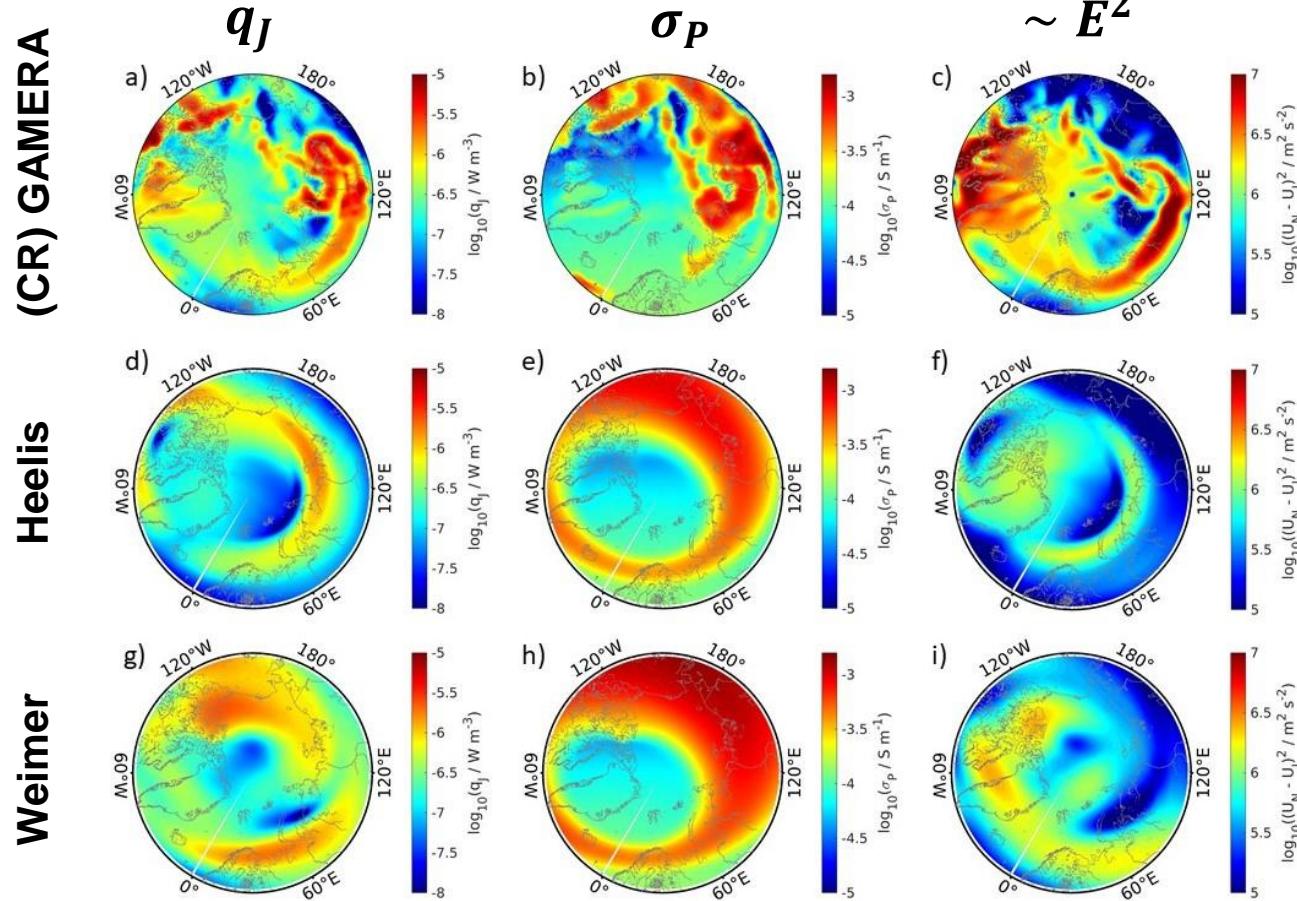 q_J σ_P ~ E²
(CR) GAMERA
a) 120°W 180° 120°E 60°E 0° 60°W
-5 -5.5 -6 -6.5 -7 -7.5 -8
log₁₀(q_J / W m⁻³)
b) 120°W 180° 120°E 60°E 0° 60°W
-3 -3.5 -4 -4.5 -5
log₁₀(σ_P / S m⁻¹)
c) 120°W 180° 120°E 60°E 0° 60°W
7 6.5 6 5.5 5
log₁₀((U_N - U_I)² / m² s⁻²)
Heelis
d) 120°W 180° 120°E 60°E 0° 60°W
-5 -5.5 -6 -6.5 -7 -7.5 -8
log₁₀(q_J / W m⁻³)
e) 120°W 180° 120°E 60°E 0° 60°W
-3 -3.5 -4 -4.5 -5
log₁₀(σ_P / S m⁻¹)
f) 120°W 180° 120°E 60°E 0° 60°W
7 6.5 6 5.5 5
log₁₀((U_N - U_I)² / m² s⁻²)
Weimer
g) 120°W 180° 120°E 60°E 0° 60°W
-5 -5.5 -6 -6.5 -7 -7.5 -8
log₁₀(q_J / W m⁻³)
h) 120°W 180° 120°E 60°E 0° 60°W
-3 -3.5 -4 -4.5 -5
log₁₀(σ_P / S m⁻¹)
i) 120°W 180° 120°E 60°E 0° 60°W
7 6.5 6 5.5 5
log₁₀((U_N - U_I)² / m² s⁻²)